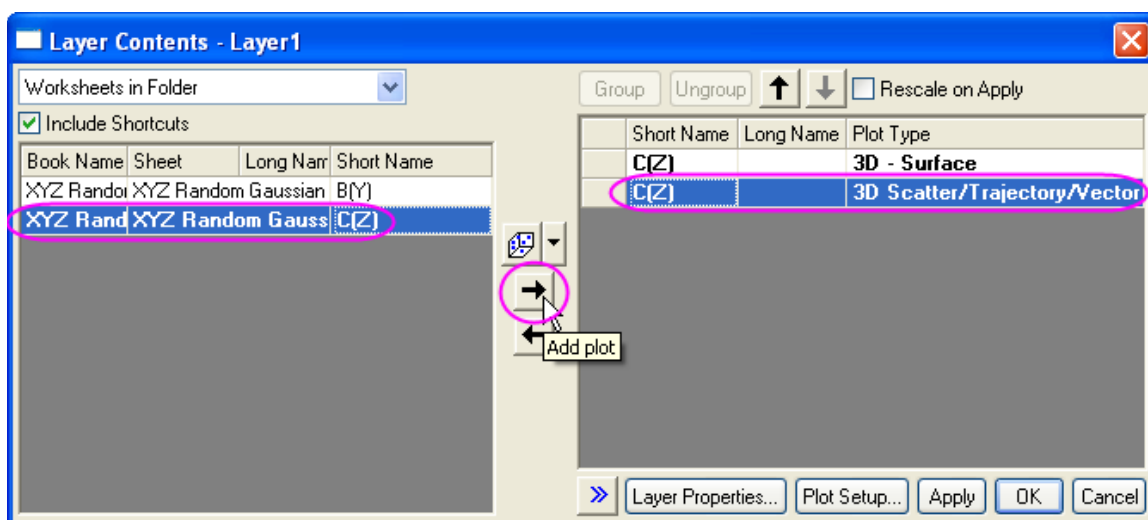 Layer Contents - Layer1
Worksheets in Folder
Include Shortcuts
Book Name Sheet Long Nam Short Name
XYZ Randor XYZ Random Gaussian B(Y)
XYZ Rand XYZ Random Gauss C(Z)
Add plot
Group Ungroup Rescale on Apply
Short Name Long Name Plot Type
C(Z) 3D - Surface
C(Z) 3D Scatter/Trajectory/Vector
Layer Properties... Plot Setup... Apply OK Cancel